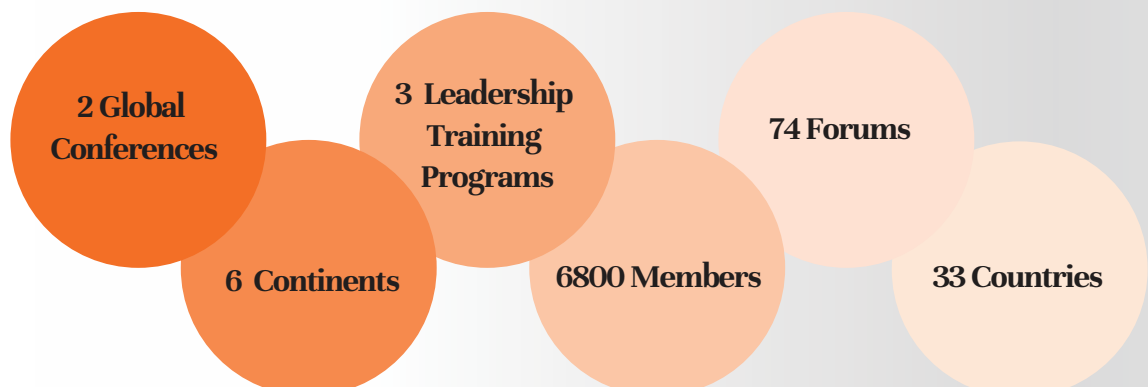 2 Global
Conferences
6 Continents
3 Leadership
Training
Programs
6800 Members
74 Forums
33 Countries